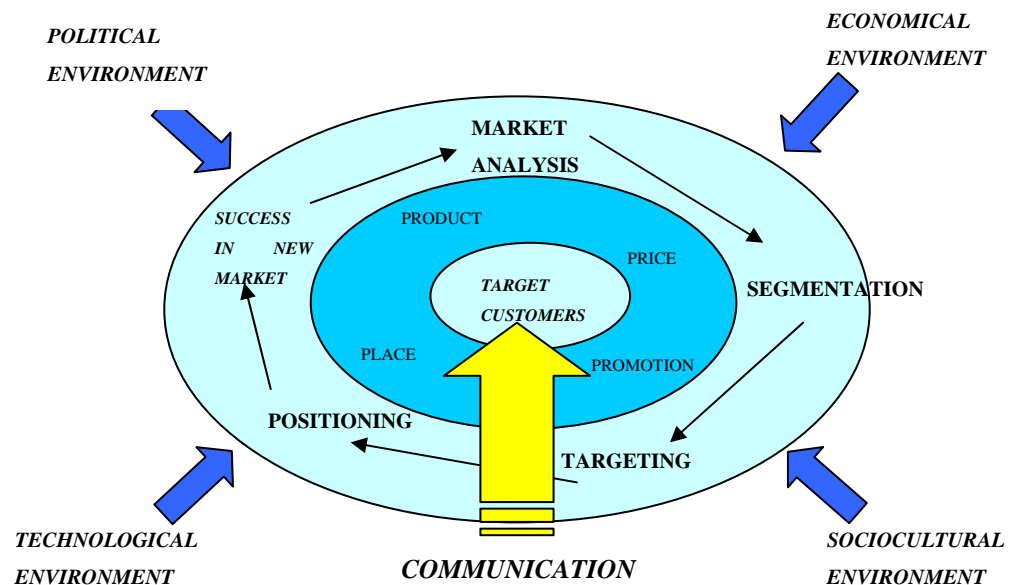 POLITICAL
ENVIRONMENT
ECONOMICAL
ENVIRONMENT
MARKET
ANALYSIS
SUCCESS
IN NEW
MARKET
PRODUCT
PRICE
TARGET
CUSTOMERS
SEGMENTATION
PLACE
PROMOTION
POSITIONING
TARGETING
TECHNOLOGICAL
ENVIRONMENT
COMMUNICATION
SOCIOCULTURAL
ENVIRONMENT